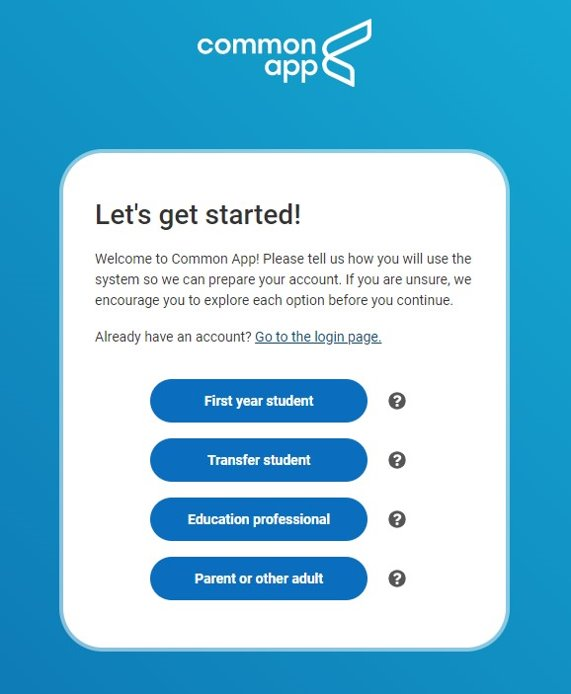 common
app
Let's get started!
Welcome to Common App! Please tell us how you will use the
system so we can prepare your account. If you are unsure, we
encourage you to explore each option before you continue.
Already have an account? Go to the login page.
First year student ?
Transfer student ?
Education professional ?
Parent or other adult ?